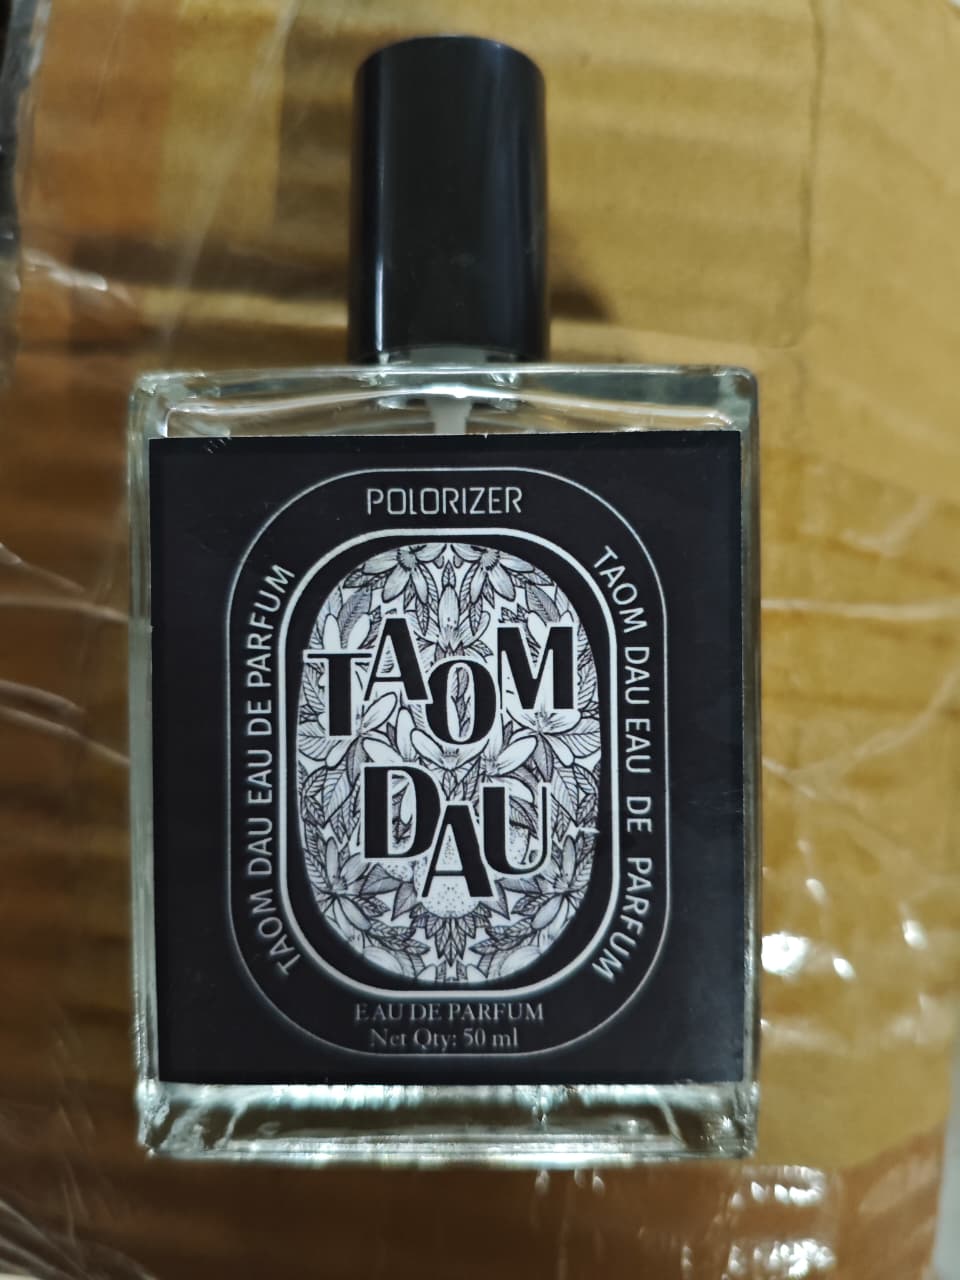 POLORIZER
TAOM DAU EAU DE PARFUM
TAOM DAU EAU DE PARFUM
TAOM
DAU
EAU DE PARFUM
Net Qty: 50 ml